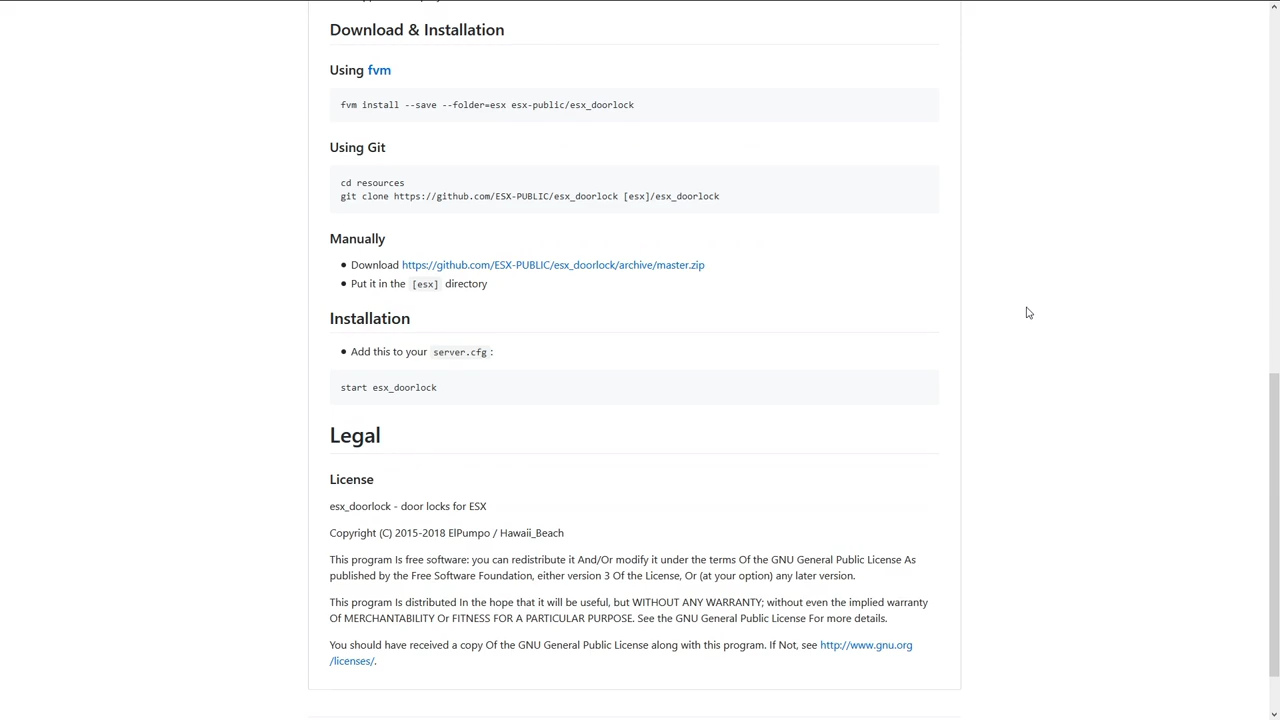 Download & Installation
Using fvm
fvm install --save --folder=esx esx-public/esx_doorlock
Using Git
cd resources
git clone https://github.com/ESX-PUBLIC/esx_doorlock [esx]/esx_doorlock
Manually
Download https://github.com/ESX-PUBLIC/esx_doorlock/archive/master.zip
Put it in the [esx] directory
Installation
Add this to your server.cfg :
start esx_doorlock
Legal
License
esx_doorlock - door locks for ESX
Copyright (C) 2015-2018 ElPumpo / Hawaii_Beach
This program Is free software: you can redistribute it And/Or modify it under the terms Of the GNU General Public License As
published by the Free Software Foundation, either version 3 Of the License, Or (at your option) any later version.
This program Is distributed In the hope that it will be useful, but WITHOUT ANY WARRANTY; without even the implied warranty
Of MERCHANTABILITY Or FITNESS FOR A PARTICULAR PURPOSE. See the GNU General Public License For more details.
You should have received a copy Of the GNU General Public License along with this program. If Not, see http://www.gnu.org
/licenses/.